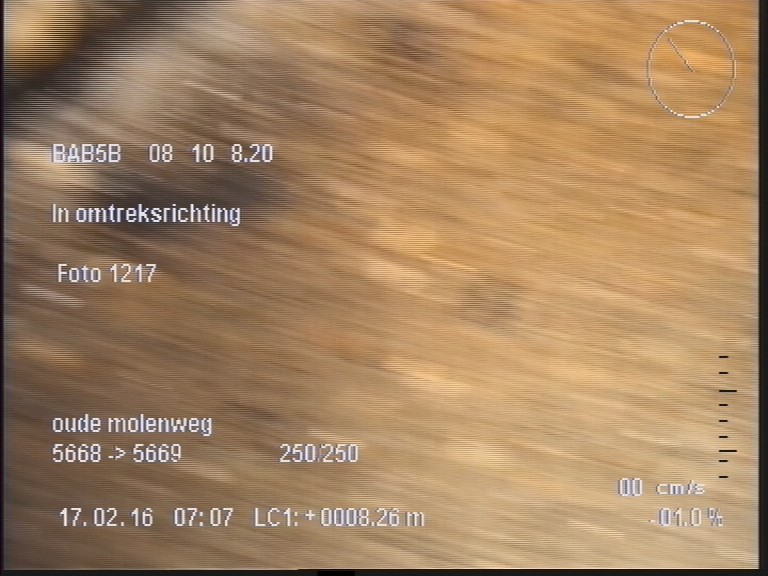 BAB5B 08 10 8.20
In omtreksrichting
Foto 1217
oude molenweg
5668 -> 5669 250/250
00 cm/s
17. 02. 16 07: 07 LC1: +0008.26 m -01.0 %